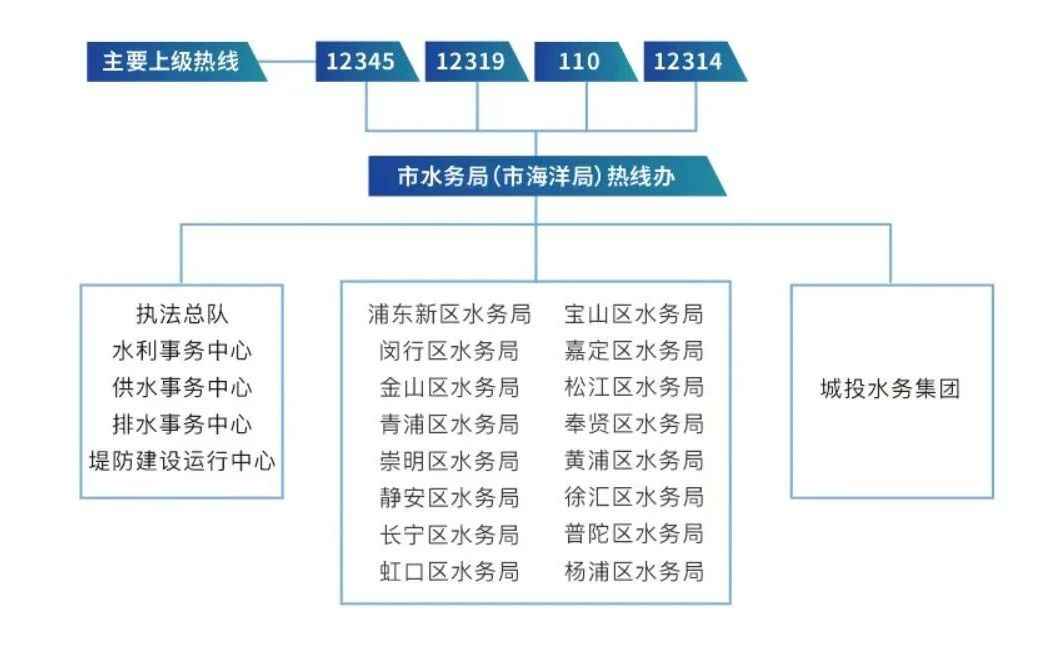 主要上级热线 12345 12319 110 12314
市水务局(市海洋局)热线办
执法总队
水利事务中心
供水事务中心
排水事务中心
堤防建设运行中心
浦东新区水务局 宝山区水务局
闵行区水务局 嘉定区水务局
金山区水务局 松江区水务局
青浦区水务局 奉贤区水务局
崇明区水务局 黄浦区水务局
静安区水务局 徐汇区水务局
长宁区水务局 普陀区水务局
虹口区水务局 杨浦区水务局
城投水务集团